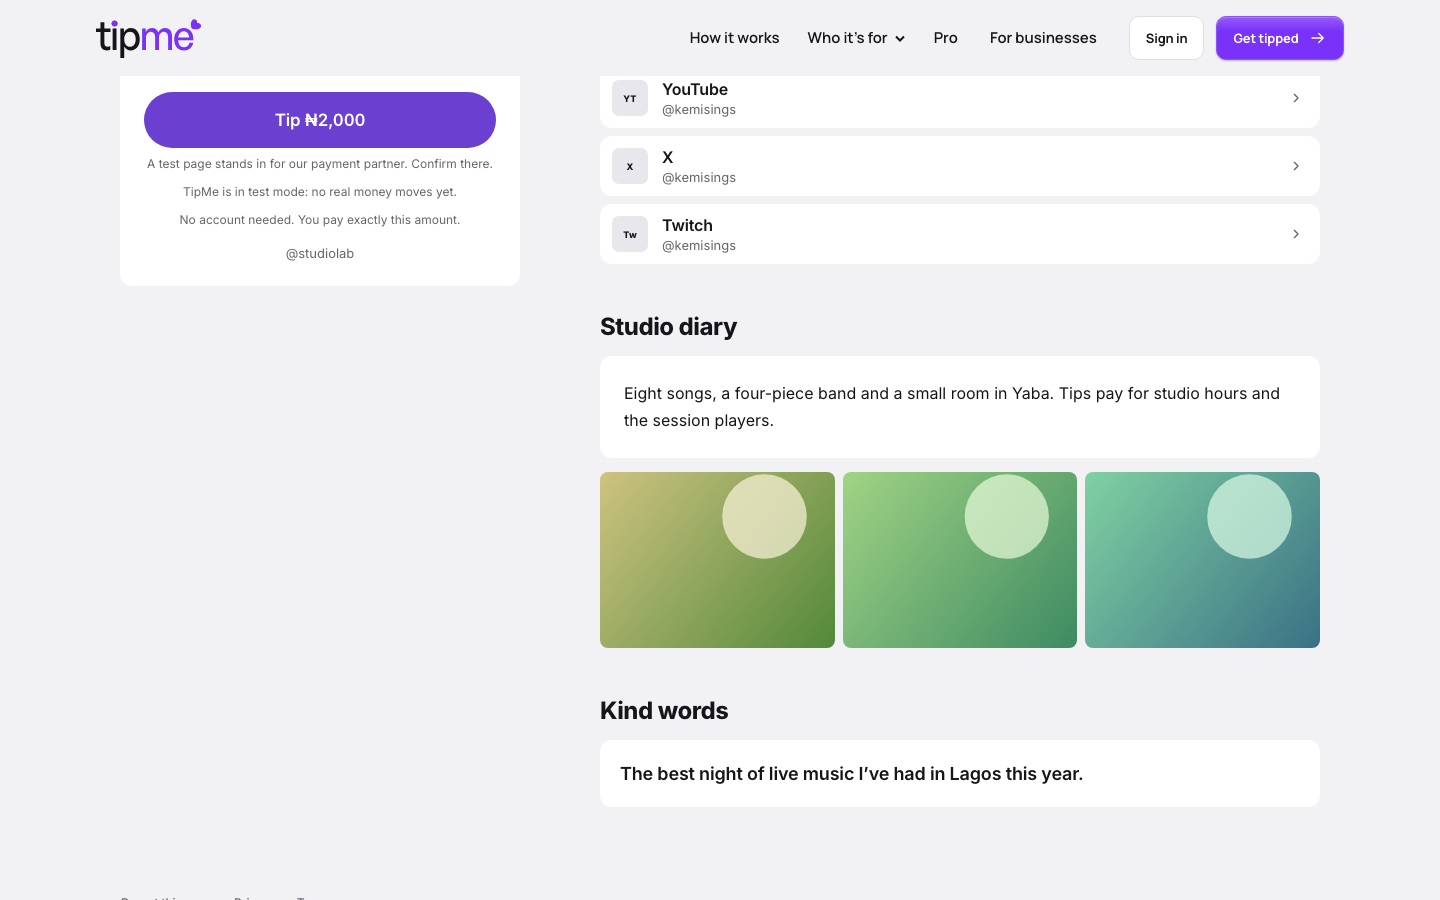 tipme
How it works
Who it's for
Pro
For businesses
Sign in
Get tipped
Tip ₦2,000
A test page stands in for our payment partner. Confirm there.
TipMe is in test mode: no real money moves yet.
No account needed. You pay exactly this amount.
@studiolab
YT
YouTube
@kemisings
X
X
@kemisings
Tw
Twitch
@kemisings
Studio diary
Eight songs, a four-piece band and a small room in Yaba. Tips pay for studio hours and
the session players.
Kind words
The best night of live music I’ve had in Lagos this year.